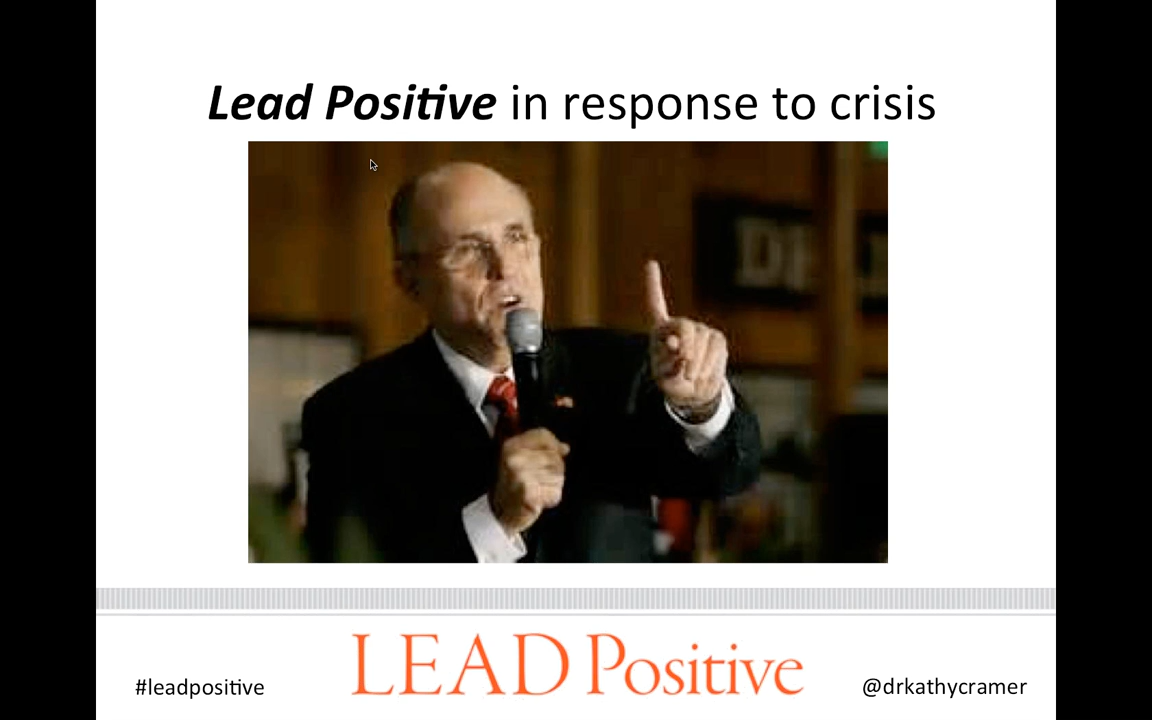 Lead Positive in response to crisis
LEAD Positive
#leadpositive
@drkathycramer